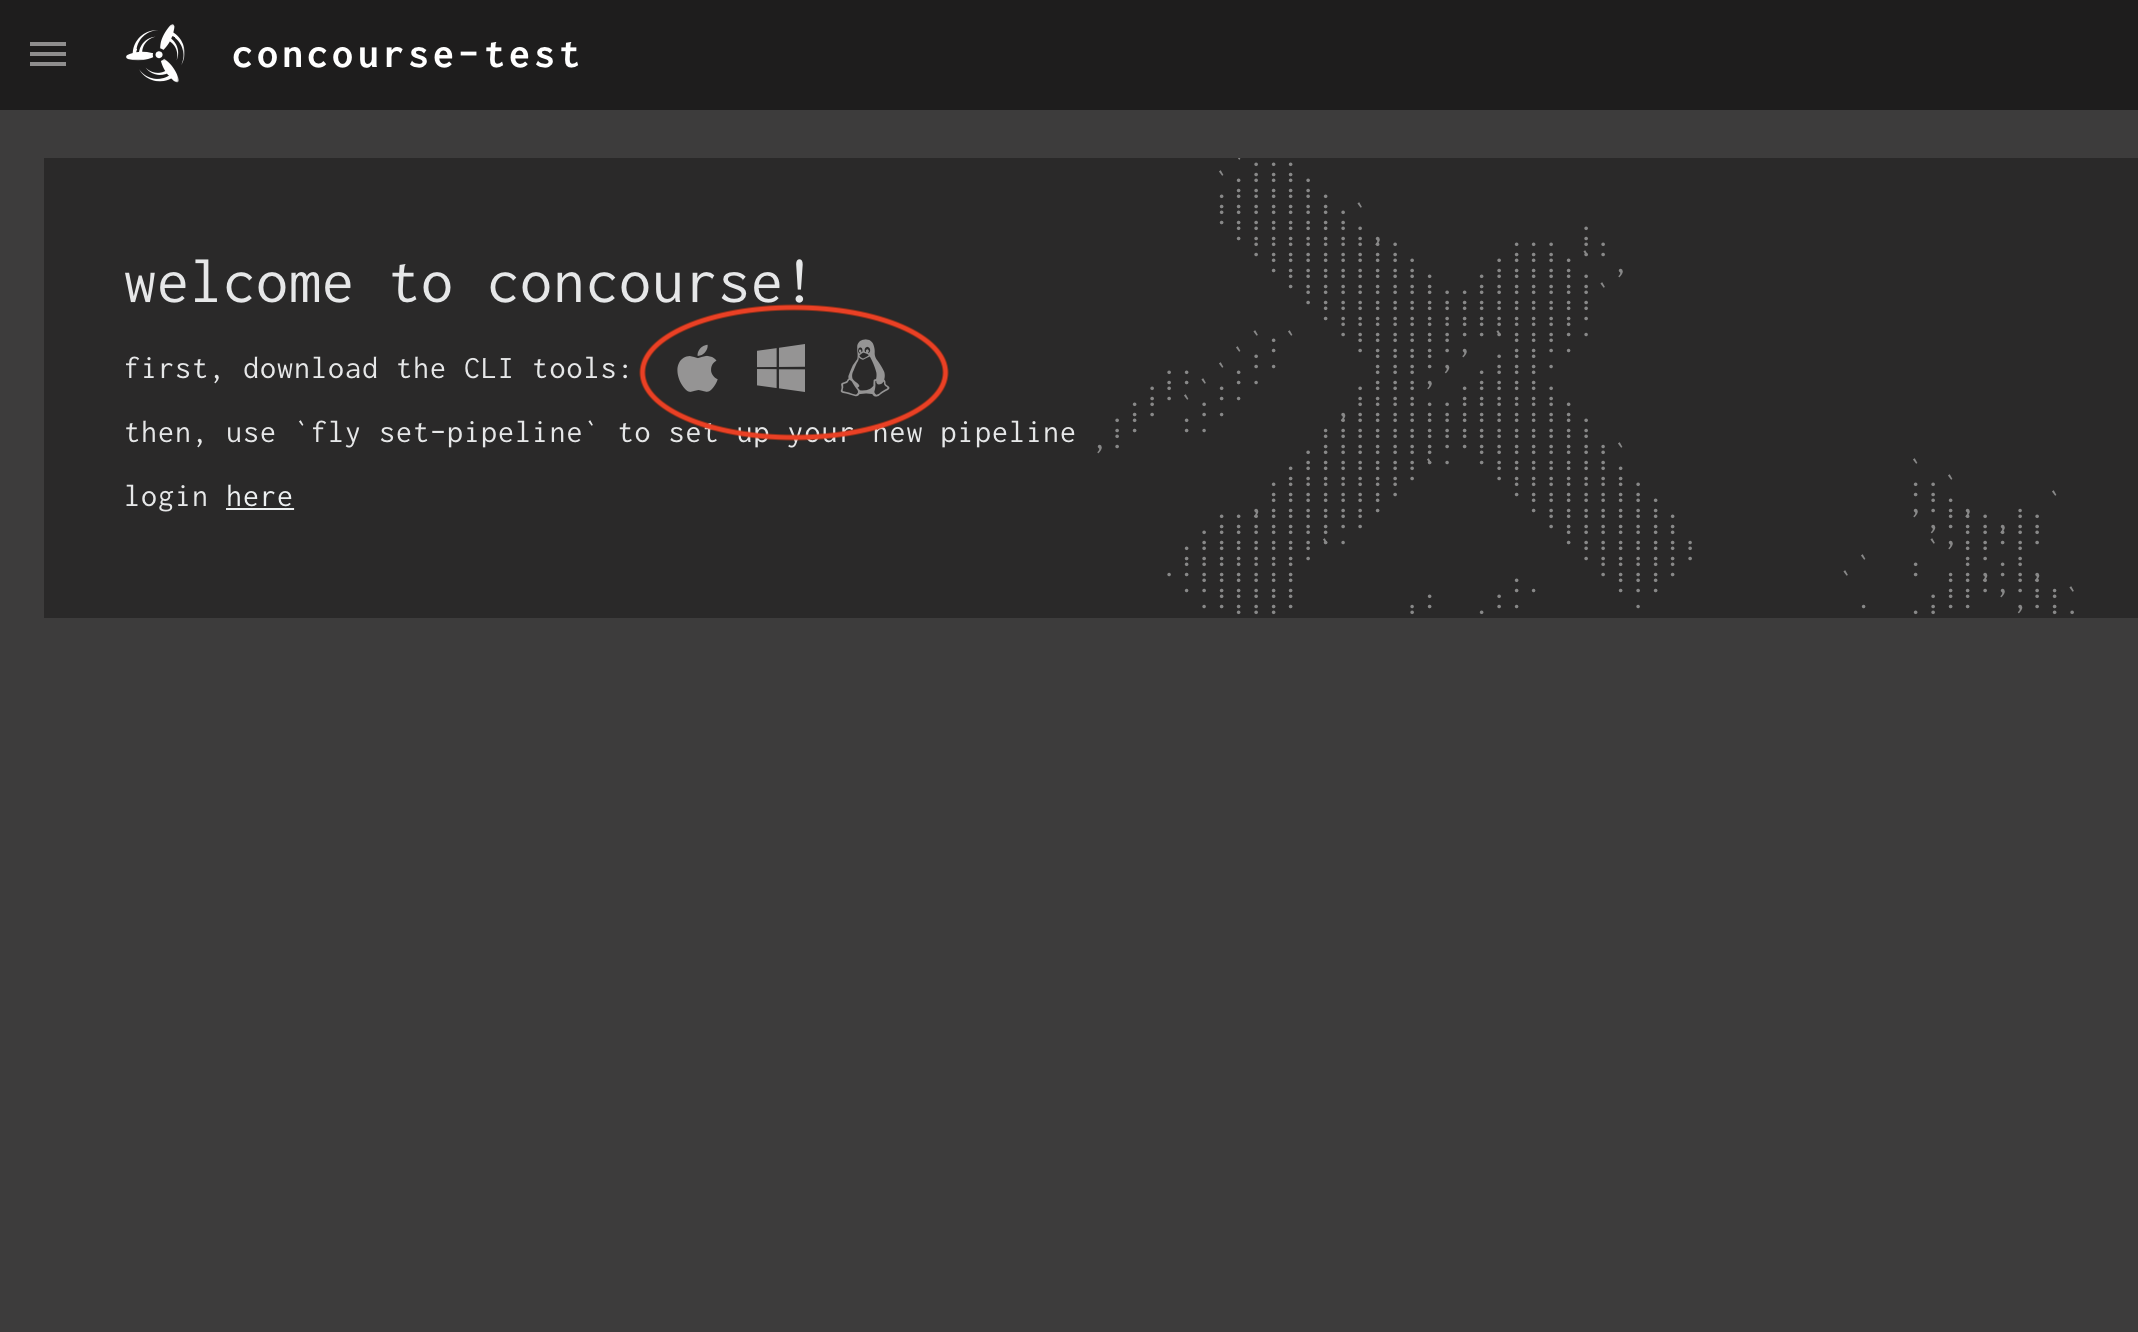 concourse-test
welcome to concourse!
first, download the CLI tools:
then, use `fly set-pipeline` to set up your new pipeline
login here